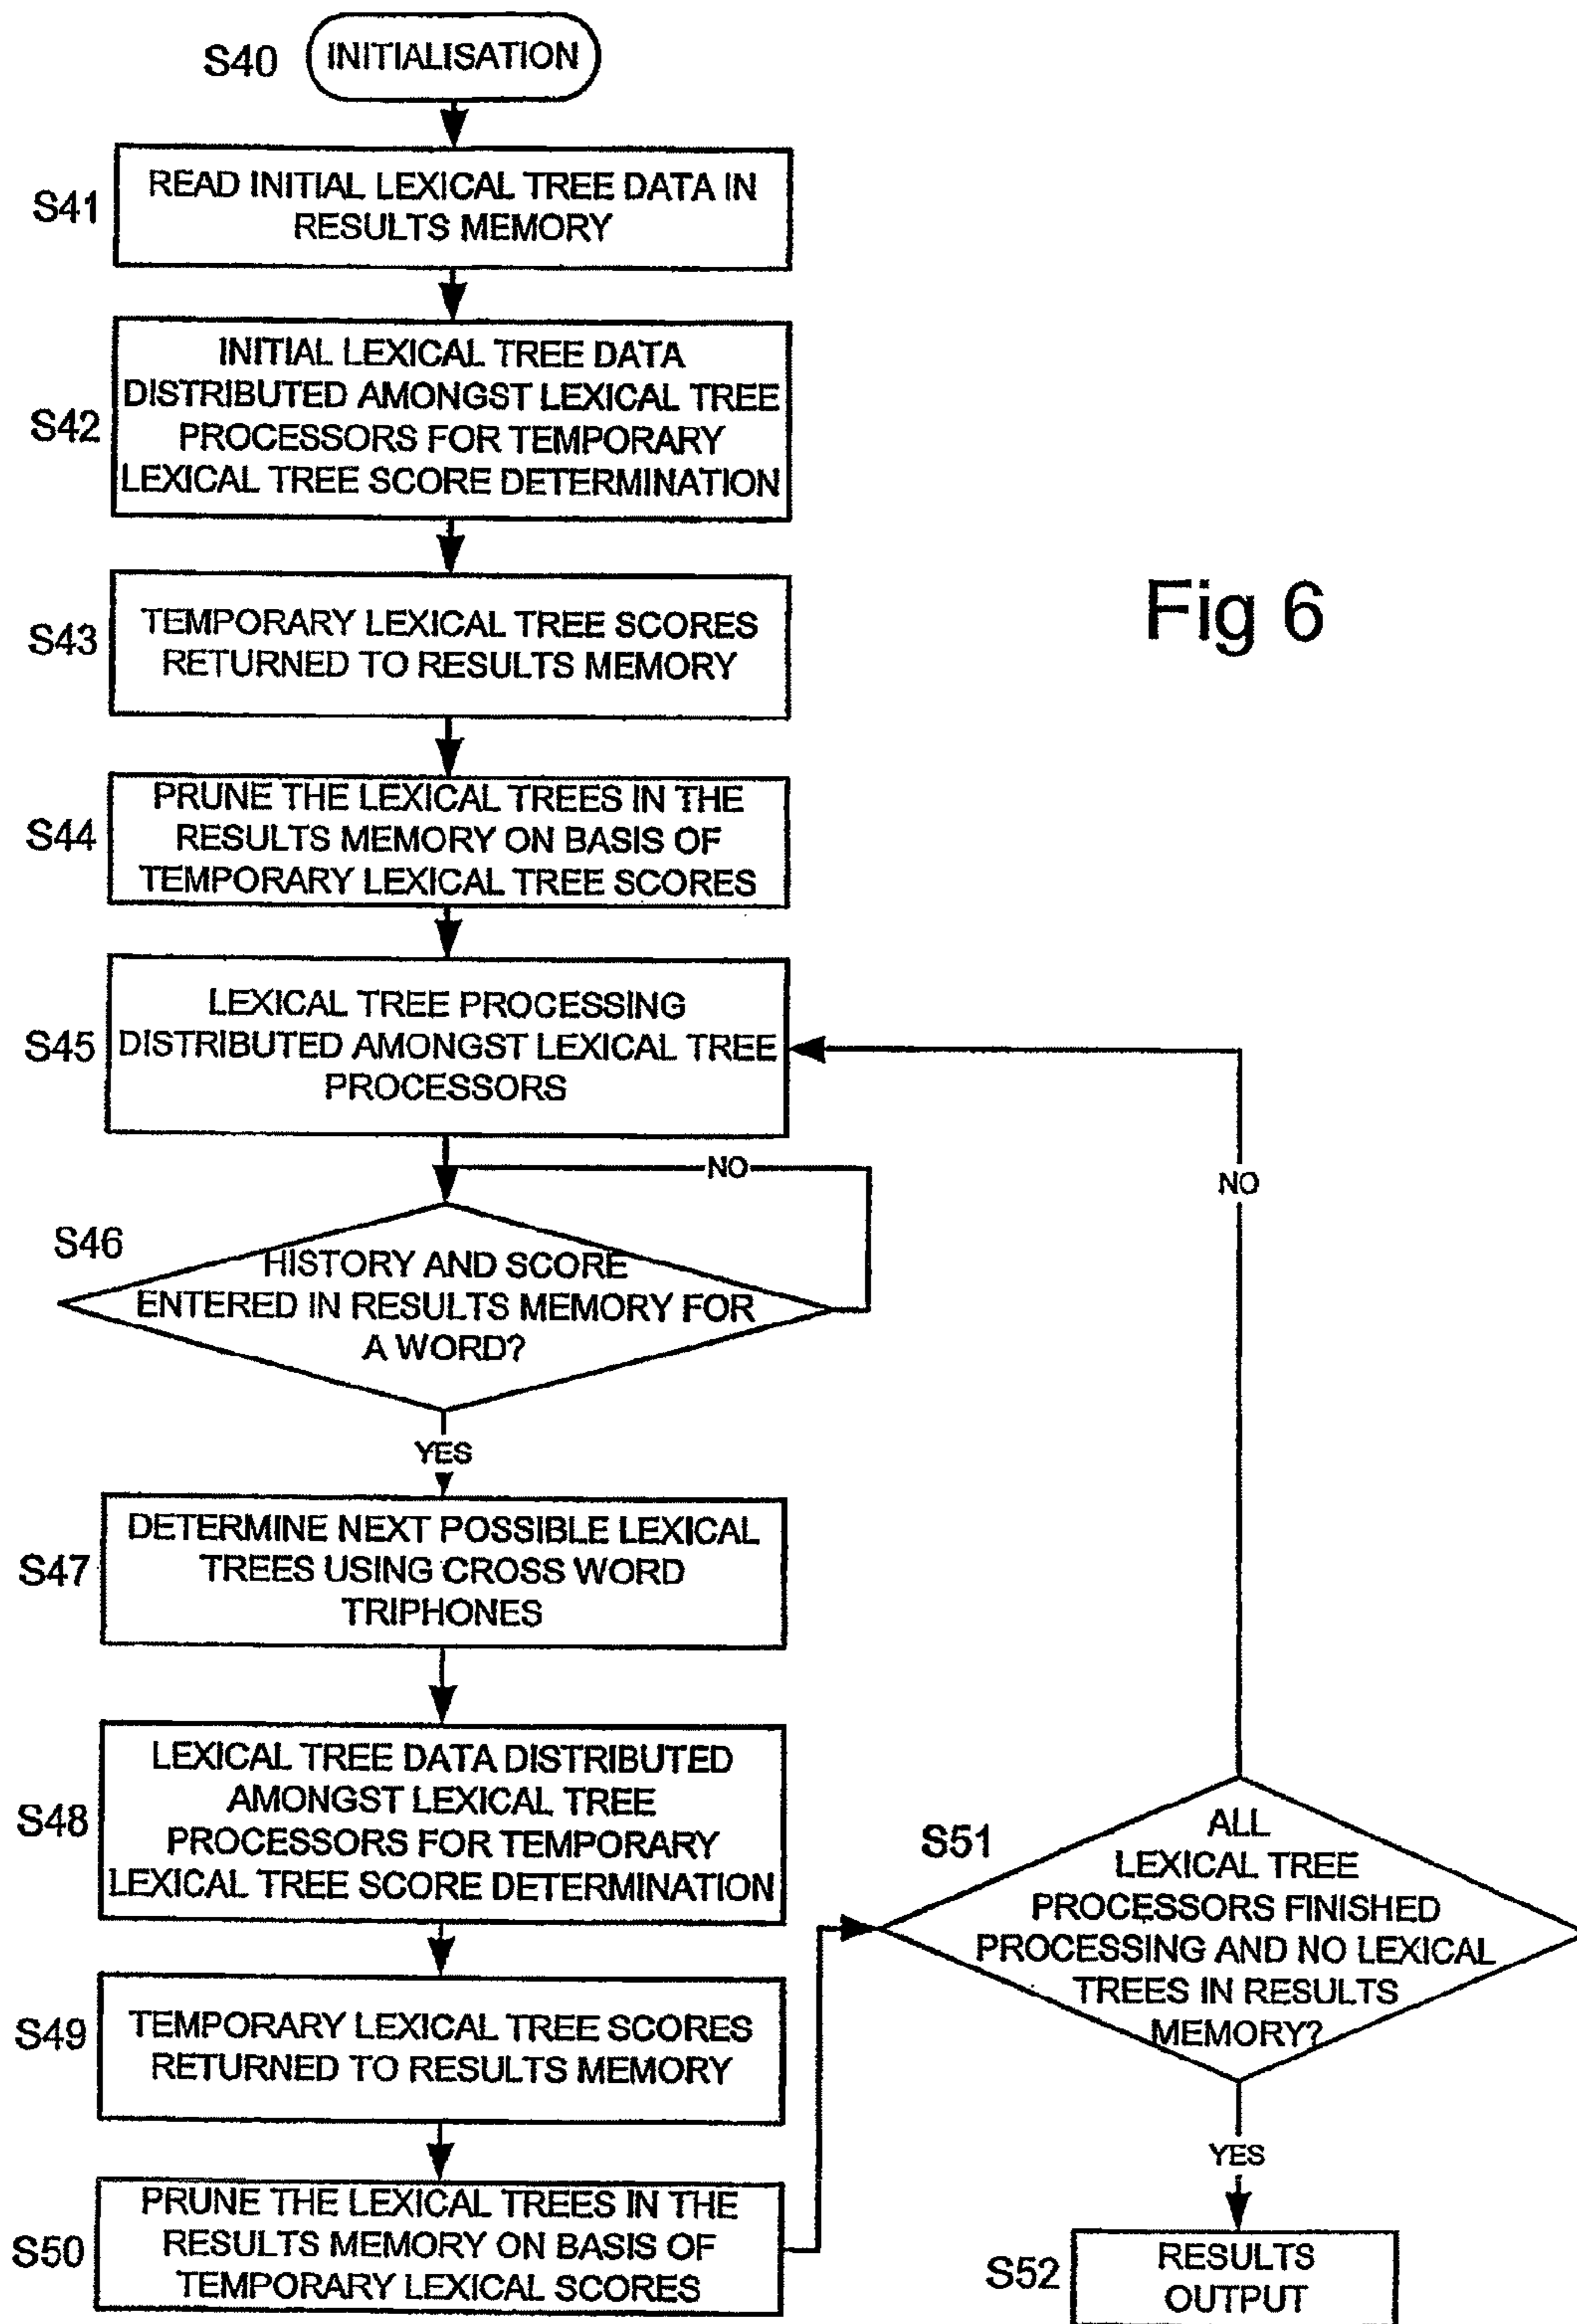 S40
INITIALISATION
S41
READ INITIAL LEXICAL TREE DATA IN
RESULTS MEMORY
S42
INITIAL LEXICAL TREE DATA
DISTRIBUTED AMONGST LEXICAL TREE
PROCESSORS FOR TEMPORARY
LEXICAL TREE SCORE DETERMINATION
Fig 6
S43
TEMPORARY LEXICAL TREE SCORES
RETURNED TO RESULTS MEMORY
S44
PRUNE THE LEXICAL TREES IN THE
RESULTS MEMORY ON BASIS OF
TEMPORARY LEXICAL TREE SCORES
S45
LEXICAL TREE PROCESSING
DISTRIBUTED AMONGST LEXICAL TREE
PROCESSORS
NO
NO
S46
HISTORY AND SCORE
ENTERED IN RESULTS MEMORY FOR
A WORD?
YES
S47
DETERMINE NEXT POSSIBLE LEXICAL
TREES USING CROSS WORD
TRIPHONES
S48
LEXICAL TREE DATA DISTRIBUTED
AMONGST LEXICAL TREE
PROCESSORS FOR TEMPORARY
LEXICAL TREE SCORE DETERMINATION
S49
TEMPORARY LEXICAL TREE SCORES
RETURNED TO RESULTS MEMORY
S50
PRUNE THE LEXICAL TREES IN THE
RESULTS MEMORY ON BASIS OF
TEMPORARY LEXICAL SCORES
S51
ALL
LEXICAL TREE
PROCESSORS FINISHED
PROCESSING AND NO LEXICAL
TREES IN RESULTS
MEMORY?
YES
S52
RESULTS
OUTPUT